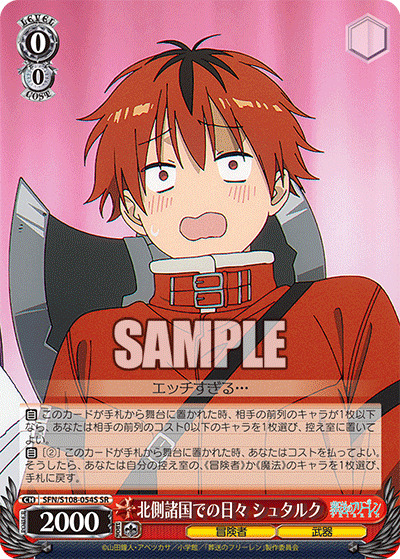 LEVEL
0
0
COST
SAMPLE
エッチすぎる…
自 このカードが手札から舞台に置かれた時、相手の前列のキャラが1枚以下
なら、あなたは相手の前列のコスト0以下のキャラを1枚選び、控え室に置いて
よい。
自 [②] このカードが手札から舞台に置かれた時、あなたはコストを払ってよい。
そうしたら、あなたは自分の控え室の、《冒険者》か《魔法》のキャラを1枚選び、
手札に戻す。
CH SFN/S108-054S SR
2000
北側諸国での日々 シュタルク
葬送のフリーレン
冒険者
武器
©山田鐘人・アベツカサ/小学館/「葬送のフリーレン」製作委員会